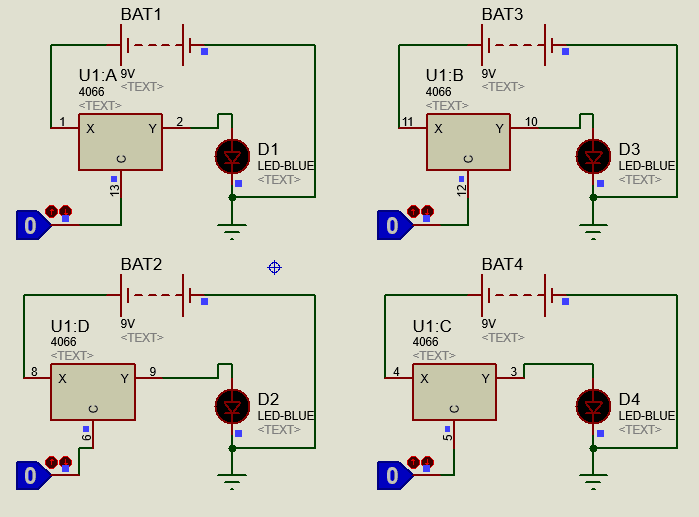 BAT1
9V
<TEXT>
U1:A
4066
<TEXT>
1
X
Y
2
C
13
D1
LED-BLUE
<TEXT>
0
BAT3
9V
<TEXT>
U1:B
4066
<TEXT>
11
X
Y
10
C
12
D3
LED-BLUE
<TEXT>
0
BAT2
9V
<TEXT>
U1:D
4066
<TEXT>
8
X
Y
9
C
6
D2
LED-BLUE
<TEXT>
0
BAT4
9V
<TEXT>
U1:C
4066
<TEXT>
4
X
Y
3
C
5
D4
LED-BLUE
<TEXT>
0